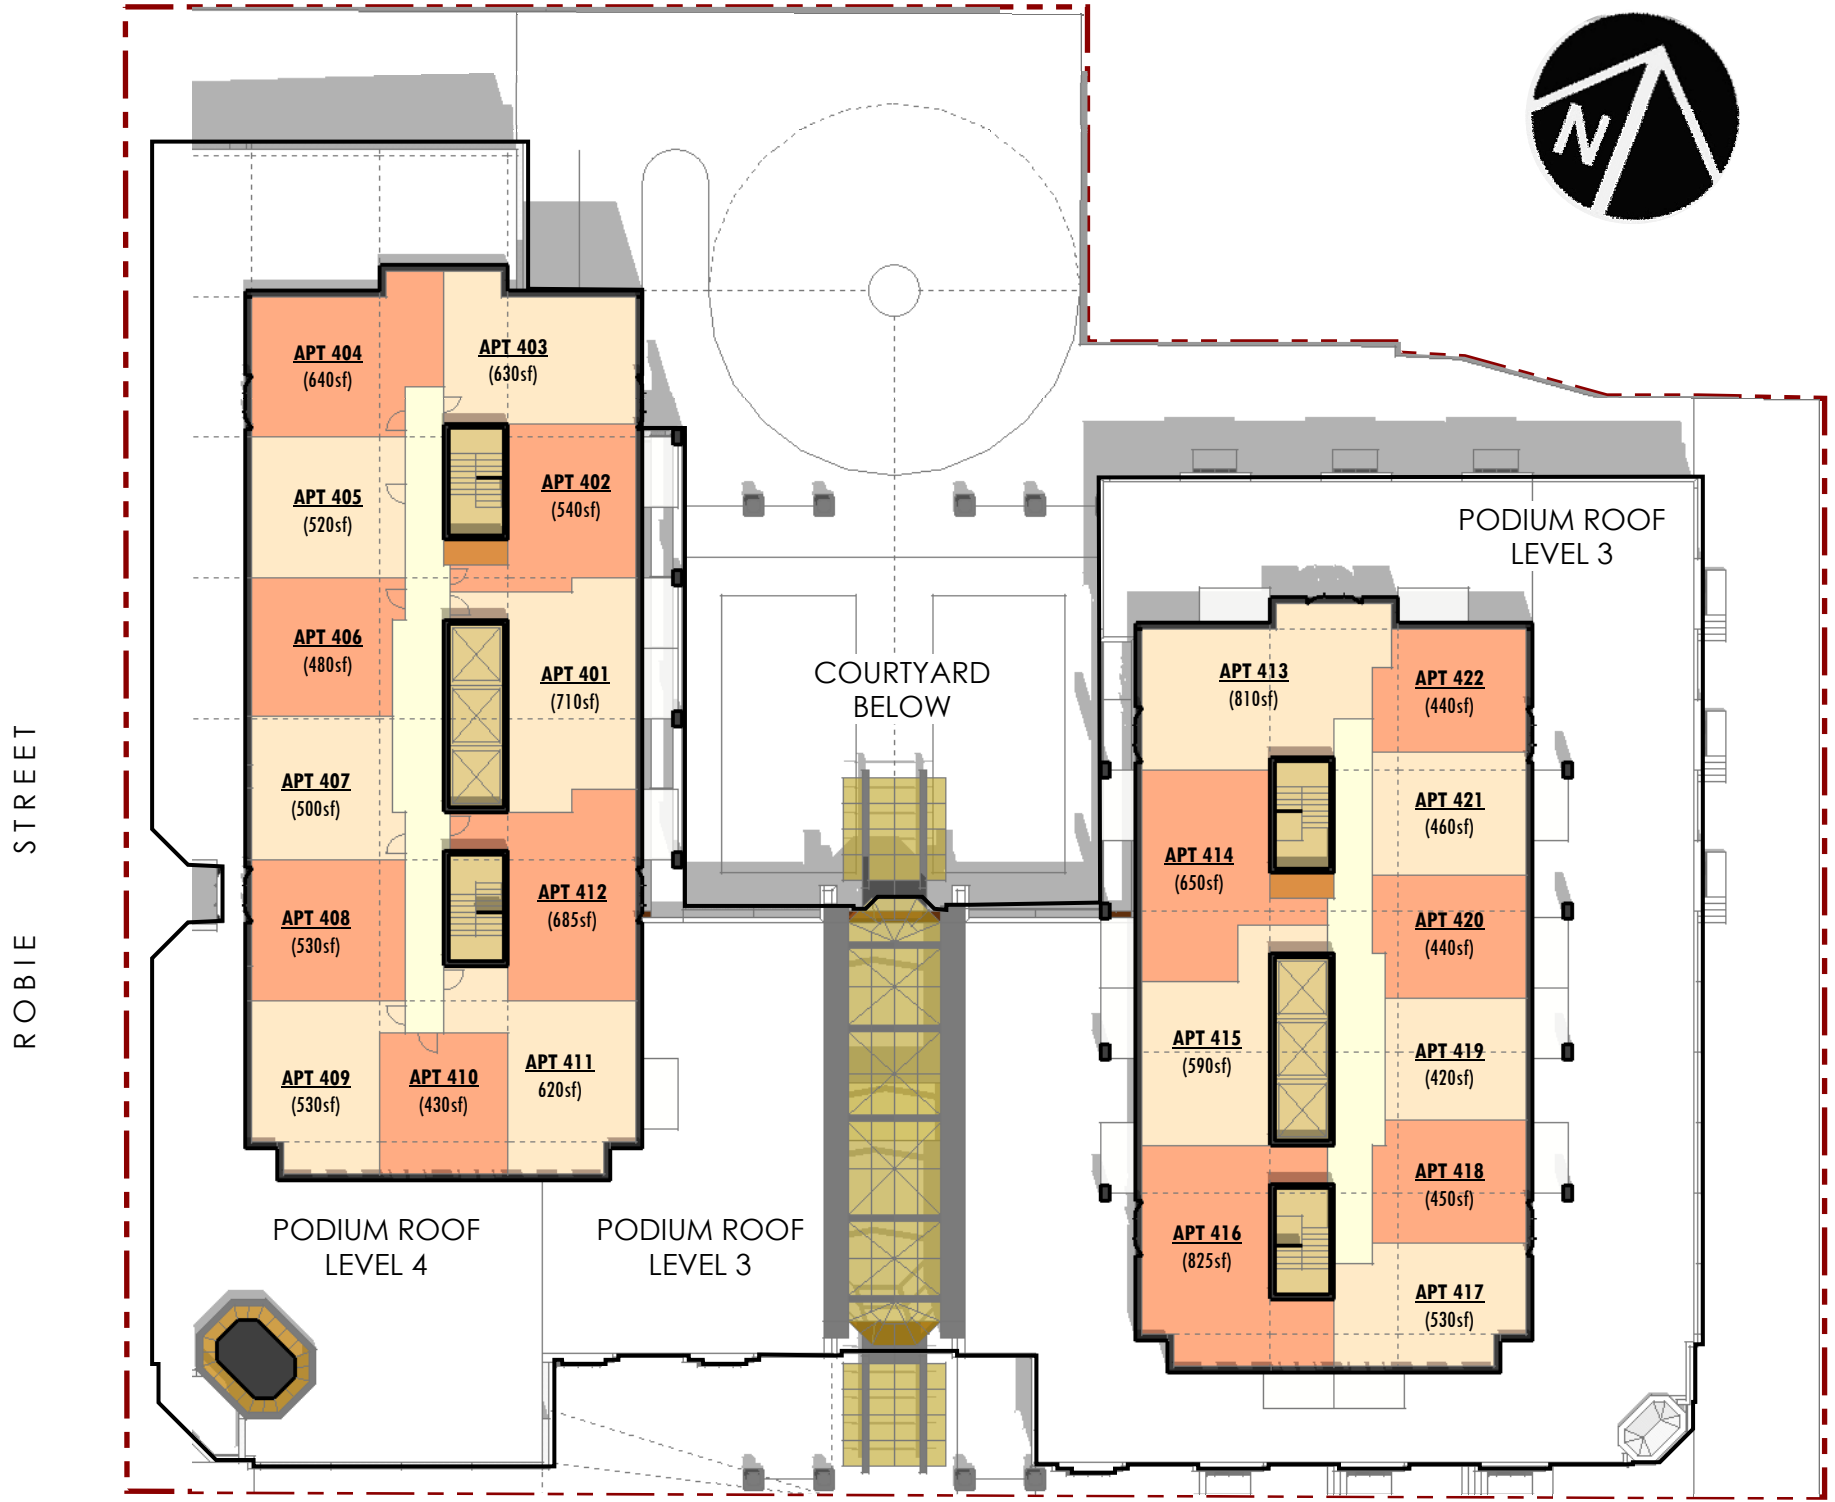 N
APT 404
(640sf)
APT 403
(630sf)
APT 405
(520sf)
APT 402
(540sf)
APT 406
(480sf)
APT 401
(710sf)
APT 407
(500sf)
APT 408
(530sf)
APT 412
(685sf)
APT 409
(530sf)
APT 410
(430sf)
APT 411
620sf)
PODIUM ROOF
LEVEL 4
PODIUM ROOF
LEVEL 3
COURTYARD
BELOW
PODIUM ROOF
LEVEL 3
APT 413
(810sf)
APT 422
(440sf)
APT 421
(460sf)
APT 414
(650sf)
APT 420
(440sf)
APT 415
(590sf)
APT 419
(420sf)
APT 418
(450sf)
APT 416
(825sf)
APT 417
(530sf)
ROBIE STREET